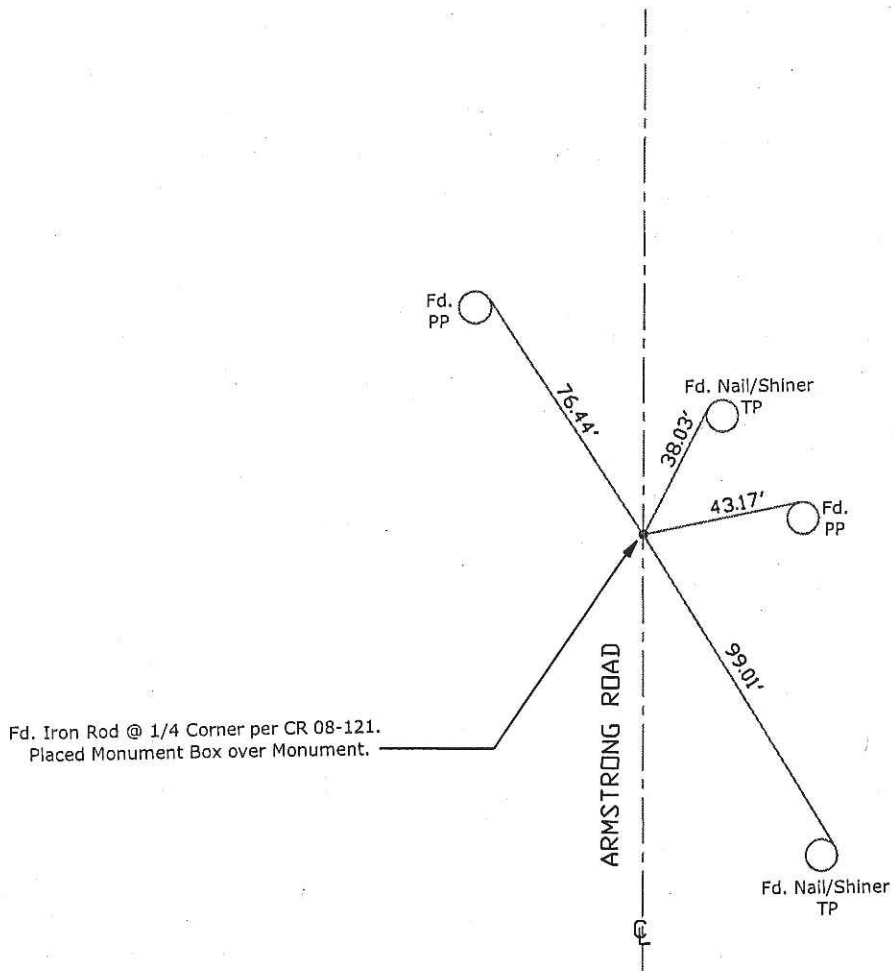 Fd.
PP
76.44'
Fd. Nail/Shiner
TP
38.03'
43.17'
Fd.
PP
99.01'
Fd. Iron Rod @ 1/4 Corner per CR 08-121.
Placed Monument Box over Monument.
ARMSTRONG ROAD
Fd. Nail/Shiner
TP
℄